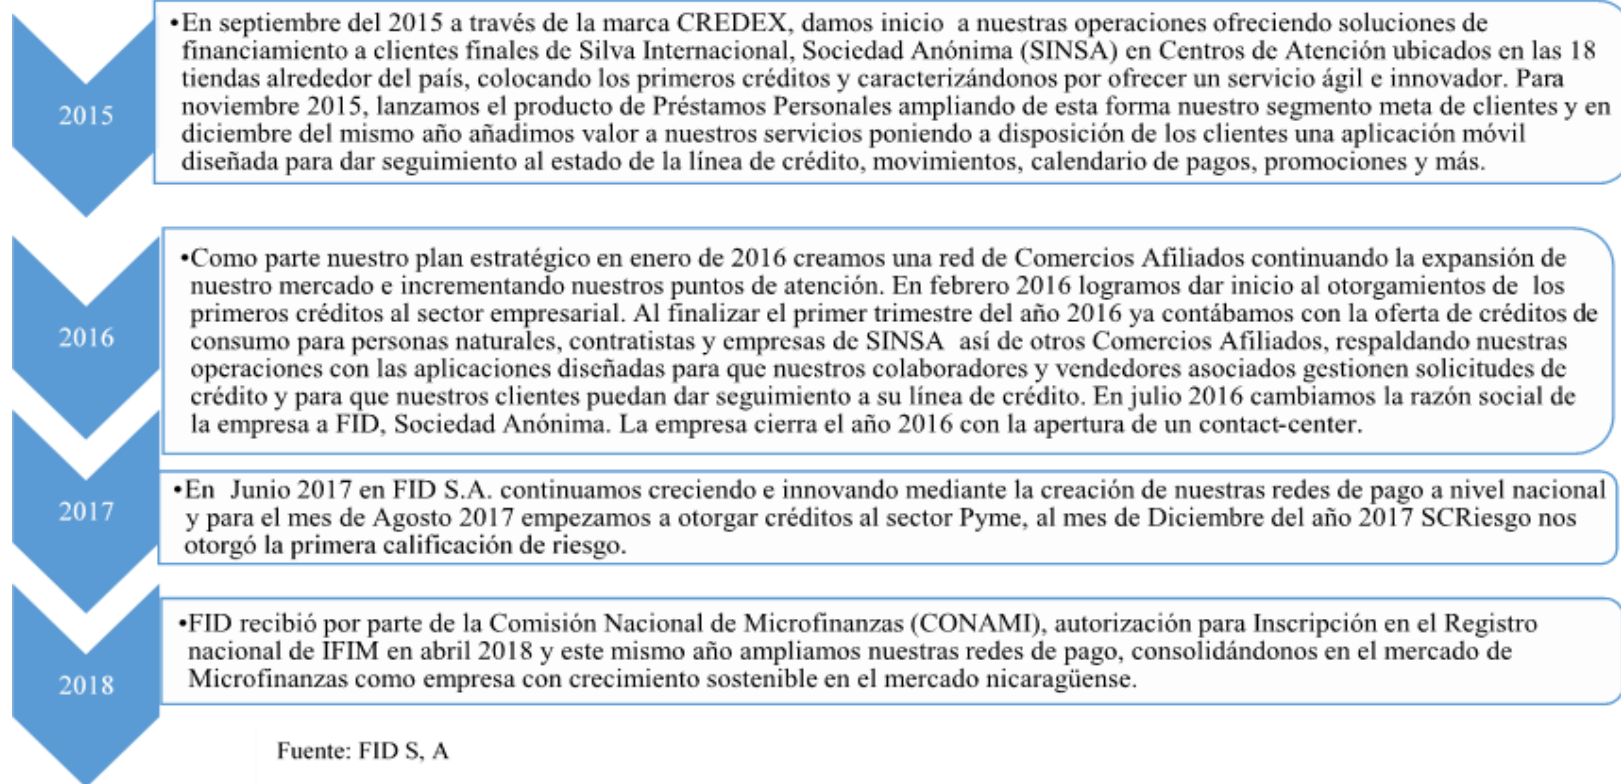 2015
•En septiembre del 2015 a través de la marca CREDEX, damos inicio a nuestras operaciones ofreciendo soluciones de
financiamiento a clientes finales de Silva Internacional, Sociedad Anónima (SINSA) en Centros de Atención ubicados en las 18
tiendas alrededor del país, colocando los primeros créditos y caracterizándonos por ofrecer un servicio ágil e innovador. Para
noviembre 2015, lanzamos el producto de Préstamos Personales ampliando de esta forma nuestro segmento meta de clientes y en
diciembre del mismo año añadimos valor a nuestros servicios poniendo a disposición de los clientes una aplicación móvil
diseñada para dar seguimiento al estado de la línea de crédito, movimientos, calendario de pagos, promociones y más.
2016
•Como parte nuestro plan estratégico en enero de 2016 creamos una red de Comercios Afiliados continuando la expansión de
nuestro mercado e incrementando nuestros puntos de atención. En febrero 2016 logramos dar inicio al otorgamientos de los
primeros créditos al sector empresarial. Al finalizar el primer trimestre del año 2016 ya contábamos con la oferta de créditos de
consumo para personas naturales, contratistas y empresas de SINSA así de otros Comercios Afiliados, respaldando nuestras
operaciones con las aplicaciones diseñadas para que nuestros colaboradores y vendedores asociados gestionen solicitudes de
crédito y para que nuestros clientes puedan dar seguimiento a su línea de crédito. En julio 2016 cambiamos la razón social de
la empresa a FID, Sociedad Anónima. La empresa cierra el año 2016 con la apertura de un contact-center.
2017
•En Junio 2017 en FID S.A. continuamos creciendo e innovando mediante la creación de nuestras redes de pago a nivel nacional
y para el mes de Agosto 2017 empezamos a otorgar créditos al sector Pyme, al mes de Diciembre del año 2017 SCRiesgo nos
otorgó la primera calificación de riesgo.
2018
•FID recibió por parte de la Comisión Nacional de Microfinanzas (CONAMI), autorización para Inscripción en el Registro
nacional de IFIM en abril 2018 y este mismo año ampliamos nuestras redes de pago, consolidándonos en el mercado de
Microfinanzas como empresa con crecimiento sostenible en el mercado nicaragüense.
Fuente: FID S, A